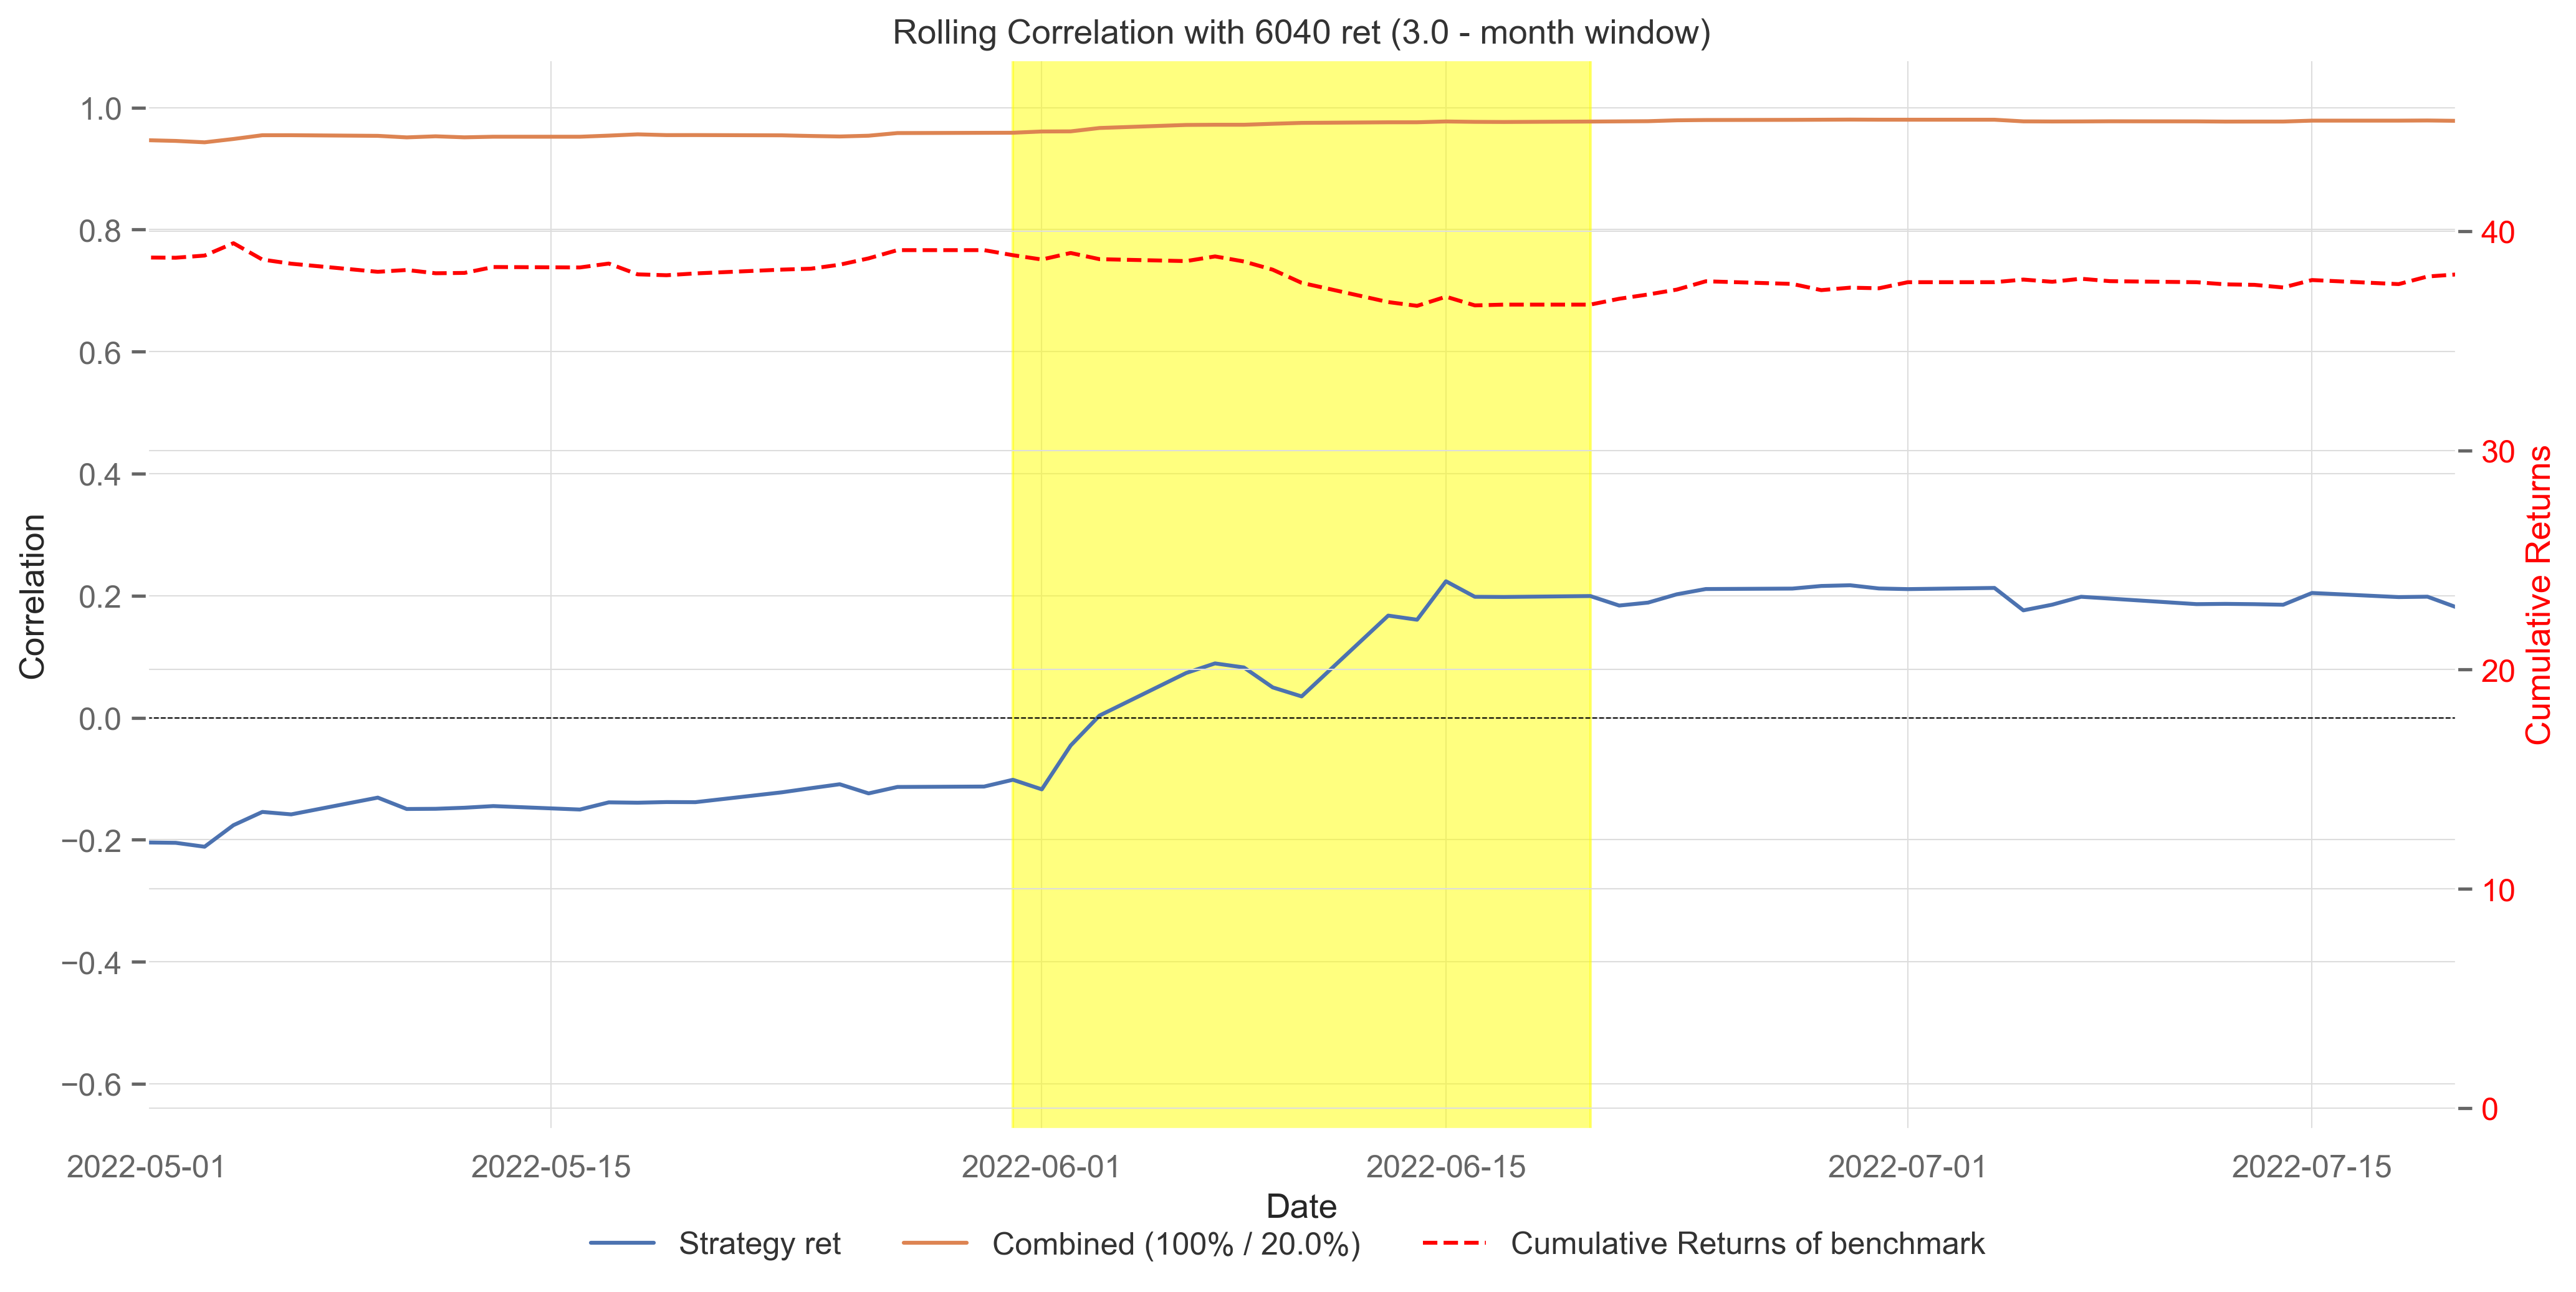 Rolling Correlation with 6040 ret (3.0 - month window)
1.0
0.8
0.6
0.4
0.2
0.0
−0.2
−0.4
−0.6
Correlation
40
30
20
10
0
Cumulative Returns
2022-05-01 2022-05-15 2022-06-01 2022-06-15 2022-07-01 2022-07-15
Date
Strategy ret Combined (100% / 20.0%) Cumulative Returns of benchmark